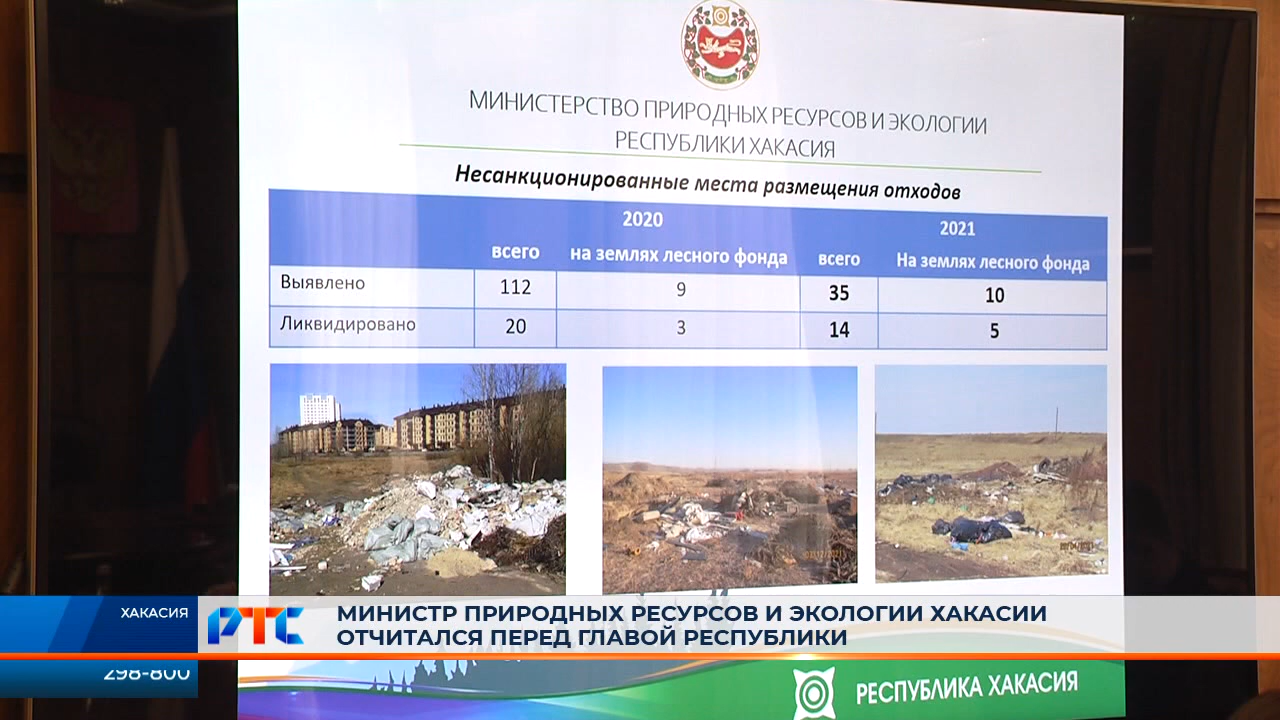 МИНИСТЕРСТВО ПРИРОДНЫХ РЕСУРСОВ И ЭКОЛОГИИ
РЕСПУБЛИКИ ХАКАСИЯ
Несанкционированные места размещения отходов
2020 2021
всего на землях лесного фонда всего На землях лесного фонда
Выявлено 112 9 35 10
Ликвидировано 20 3 14 5
ХАКАСИЯ
РТС
МИНИСТР ПРИРОДНЫХ РЕСУРСОВ И ЭКОЛОГИИ ХАКАСИИ
ОТЧИТАЛСЯ ПЕРЕД ГЛАВОЙ РЕСПУБЛИКИ
298-800
РЕСПУБЛИКА ХАКАСИЯ